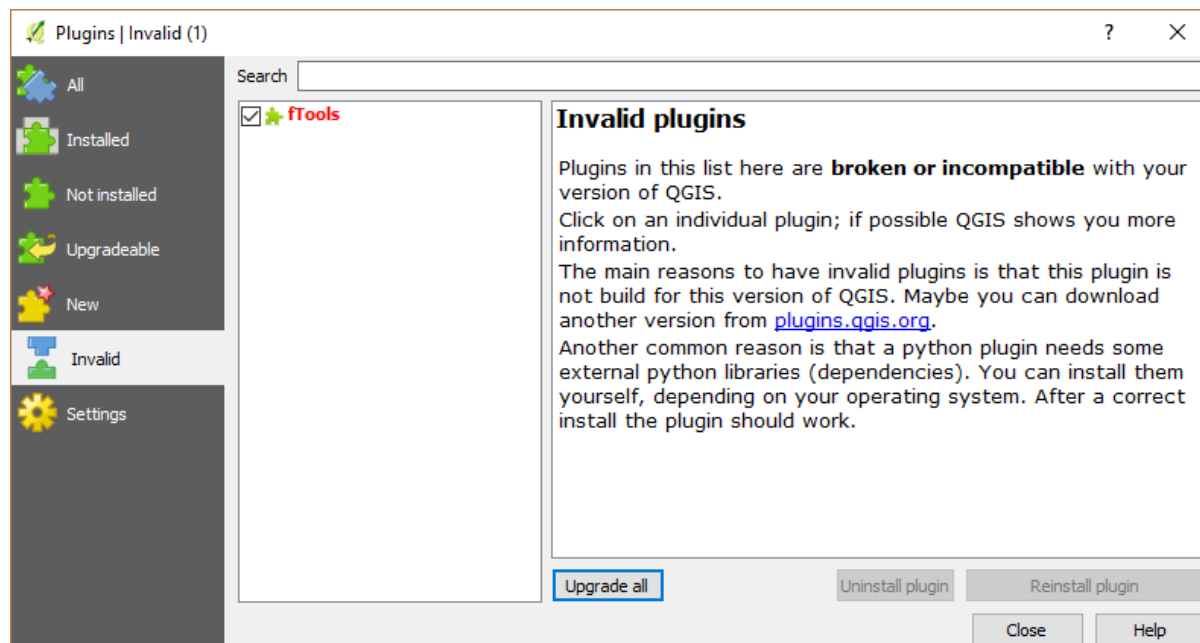 Plugins | Invalid (1)
?
All
Installed
Not installed
Upgradeable
New
Invalid
Settings
Search
fTools
Invalid plugins
Plugins in this list here are broken or incompatible with your
version of QGIS.
Click on an individual plugin; if possible QGIS shows you more
information.
The main reasons to have invalid plugins is that this plugin is
not build for this version of QGIS. Maybe you can download
another version from plugins.qgis.org.
Another common reason is that a python plugin needs some
external python libraries (dependencies). You can install them
yourself, depending on your operating system. After a correct
install the plugin should work.
Upgrade all
Uninstall plugin
Reinstall plugin
Close
Help